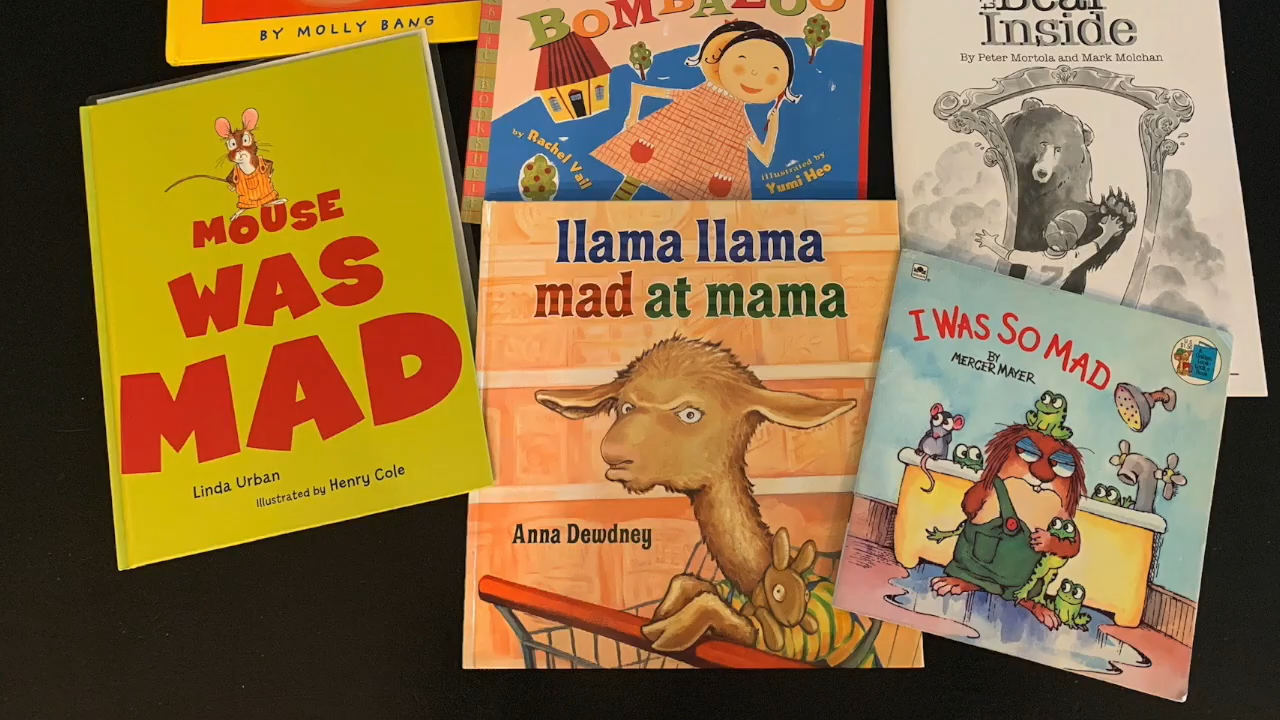 BY MOLLY BANG
MOUSE
WAS
MAD
Linda Urban
illustrated by Henry Cole
BOMBALOO
by Rachel Vail
illustrated by
Yumi Heo
Bear
Inside
By Peter Mortola and Mark Molchan
llama llama
mad at mama
Anna Dewdney
I WAS SO MAD
BY
MERCER MAYER